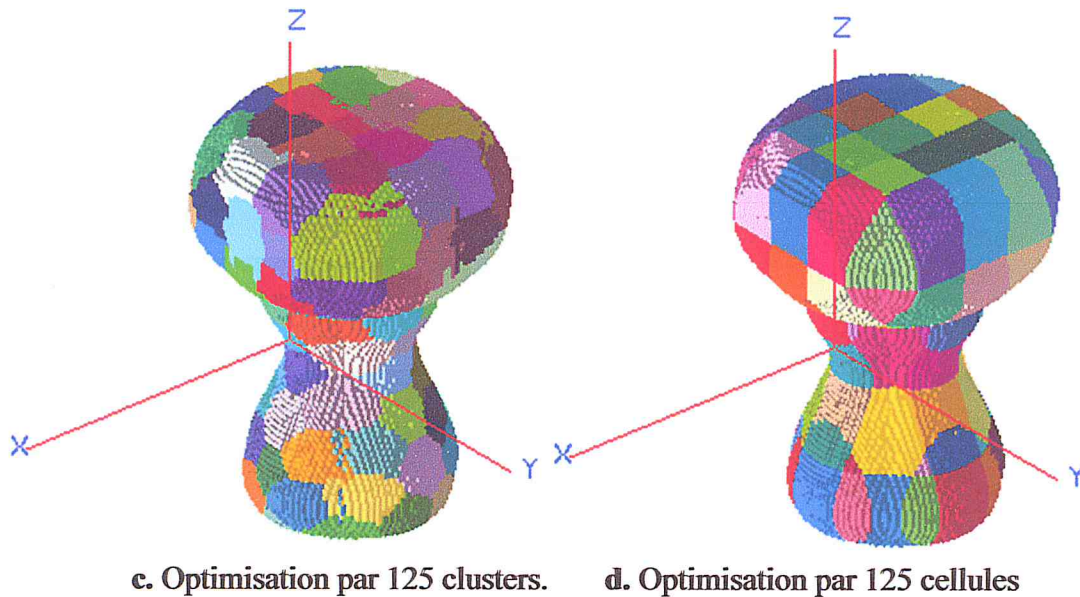 Z
Z
X
Y
X
Y
c. Optimisation par 125 clusters. d. Optimisation par 125 cellules